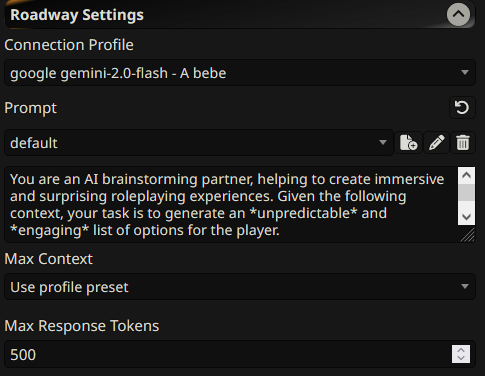 Roadway Settings
Connection Profile
google gemini-2.0-flash - A bebe
Prompt
default
You are an AI brainstorming partner, helping to create immersive
and surprising roleplaying experiences. Given the following
context, your task is to generate an *unpredictable* and
*engaging* list of options for the player.
Max Context
Use profile preset
Max Response Tokens
500